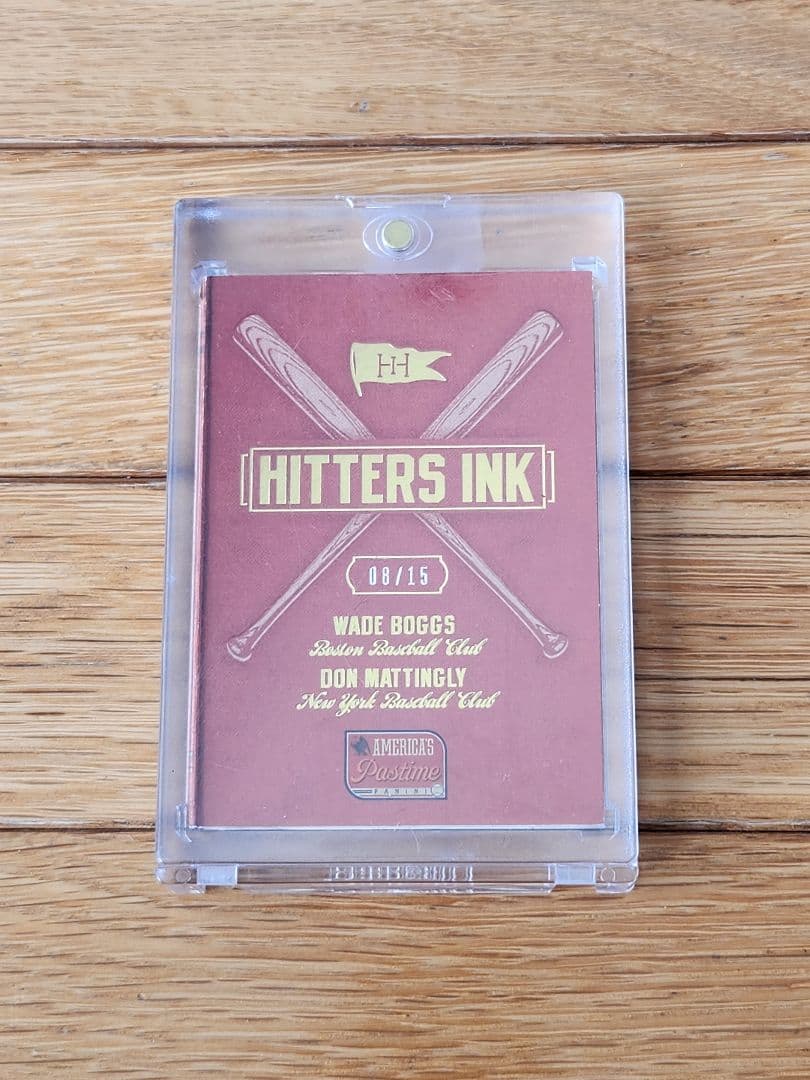 HH
HITTERS INK
08/15
WADE BOGGS
Boston Baseball Club
DON MATTINGLY
New York Baseball Club
AMERICA'S
Pastime
PANINI